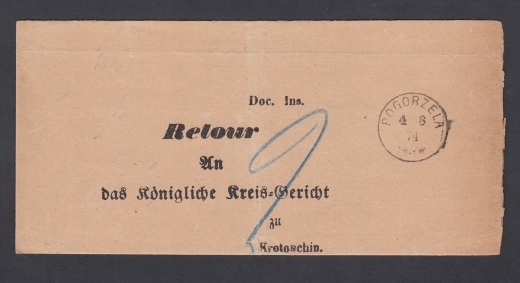 Doc. Ins.
Retour
An
das Königliche Kreis-Gericht
zu
Krotoschin.
POGORZELA
4 6
74